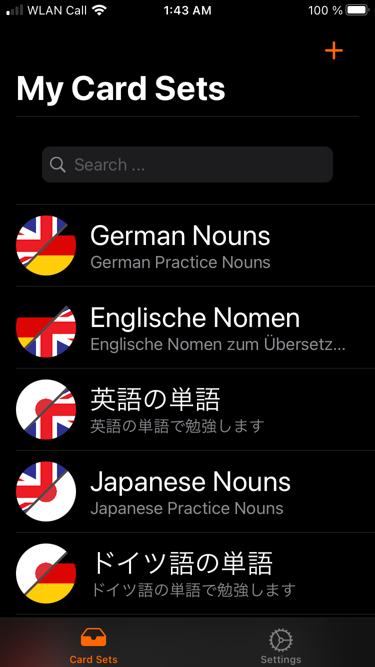 WLAN Call 1:43 AM 100 %
+
My Card Sets
Search ...
German Nouns
German Practice Nouns
Englische Nomen
Englische Nomen zum Übersetz...
英語の単語
英語の単語で勉強します
Japanese Nouns
Japanese Practice Nouns
ドイツ語の単語
ドイツ語の単語で勉強します
Card Sets Settings